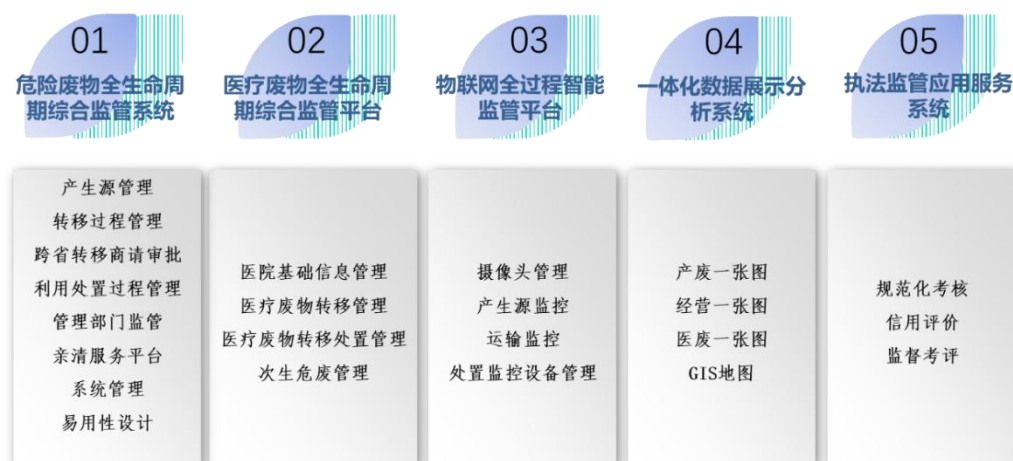 01
危险废物全生命周
期综合监管系统
产生源管理
转移过程管理
跨省转移商请审批
利用处置过程管理
管理部门监管
亲清服务平台
系统管理
易用性设计
02
医疗废物全生命周
期综合监管平台
医院基础信息管理
医疗废物转移管理
医疗废物转移处置管理
次生危废管理
03
物联网全过程智能
监管平台
摄像头管理
产生源监控
运输监控
处置监控设备管理
04
一体化数据展示分
析系统
产废一张图
经营一张图
医废一张图
GIS地图
05
执法监管应用服务
系统
规范化考核
信用评价
监督考评